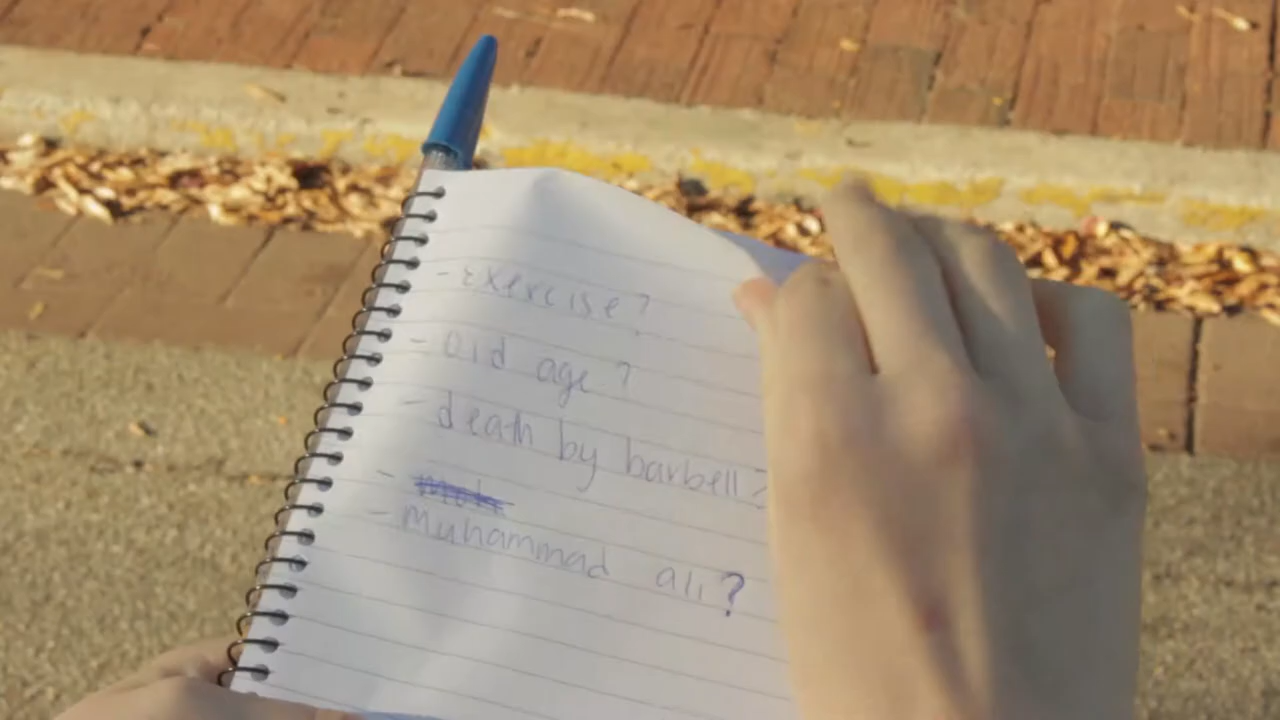 - Exercise?
- Old age?
- death by barbell?
-
- Muhammad ali?